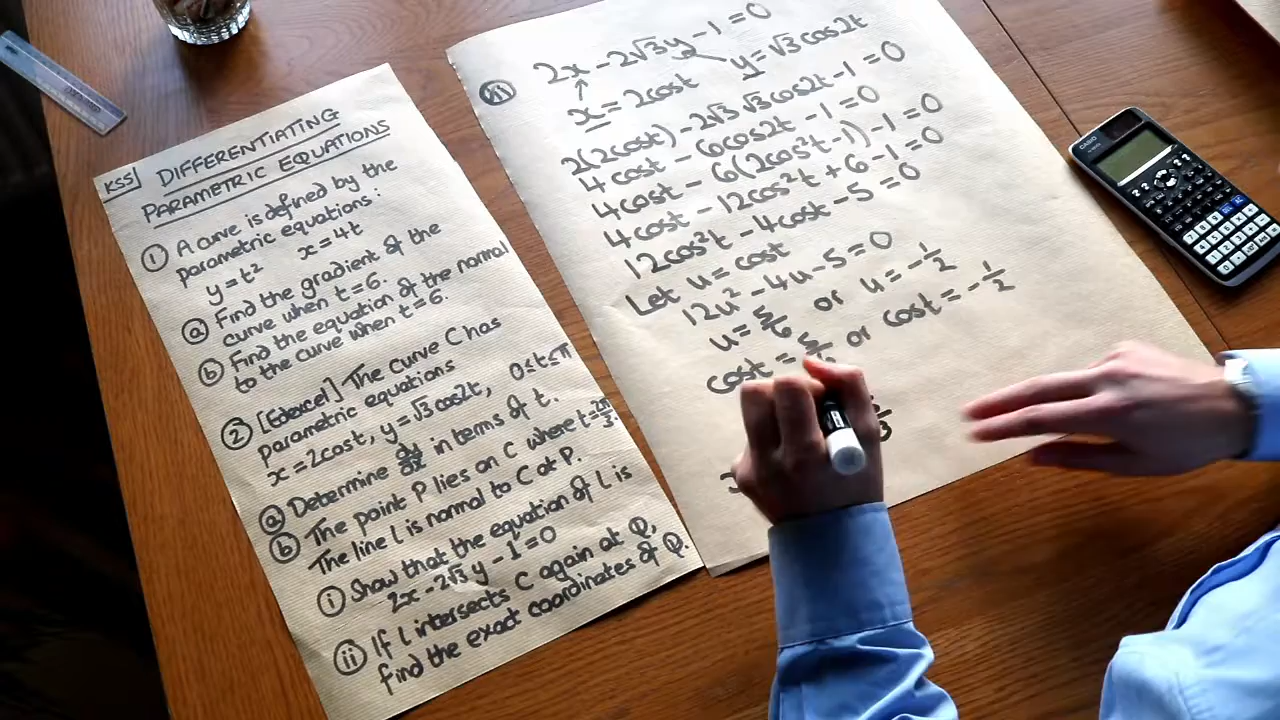 KS5
DIFFERENTIATING
PARAMETRIC EQUATIONS
① A curve is defined by the
parametric equations:
y = t² x = 4t
ⓐ Find the gradient of the
curve when t = 6.
ⓑ Find the equation of the normal
to the curve when t = 6.
② [Edexcel] The curve C has
parametric equations
x = 2cost, y = √3 cos2t, 0 ≤ t ≤ π
ⓐ Determine dy/dx in terms of t.
ⓑ The point P lies on C where t = 2π/3.
The line l is normal to C at P.
ⓘ Show that the equation of l is
2x - 2√3 y - 1 = 0
ⓘⓘ If l intersects C again at Q,
find the exact coordinates of Q.
ⓘⓘ 2x - 2√3y - 1 = 0
x = 2cost y = √3 cos2t
2(2cost) - 2√3 √3cos2t - 1 = 0
4cost - 6cos2t - 1 = 0
4cost - 6(2cos²t - 1) - 1 = 0
4cost - 12cos²t + 6 - 1 = 0
12cos²t - 4cost - 5 = 0
Let u = cost
12u² - 4u - 5 = 0
u = 5/6 or u = -1/2
cost = 5/6 or cost = -1/2
CASIO